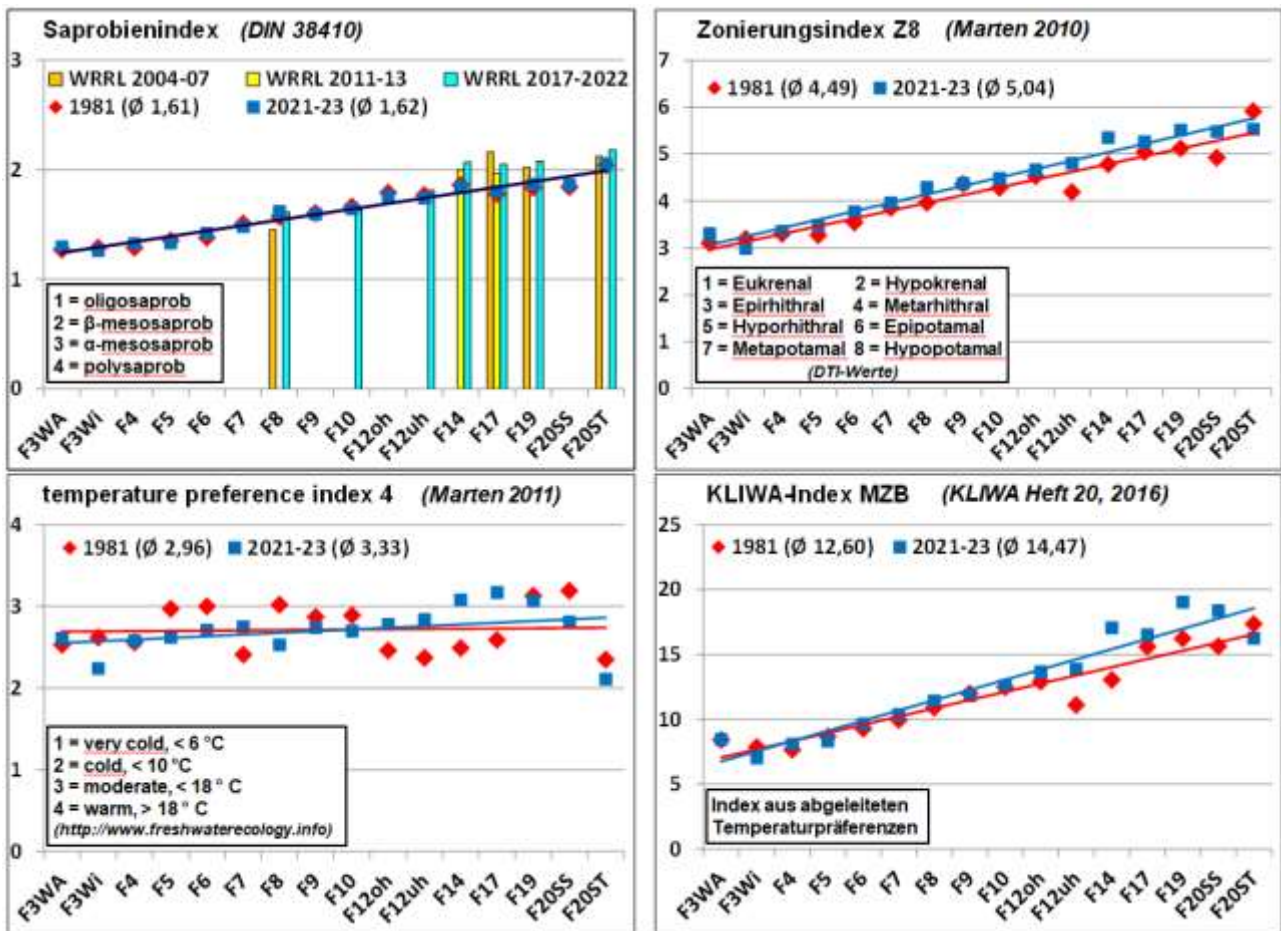 Saprobienindex (DIN 38410)
3
WRRL 2004-07 WRRL 2011-13 WRRL 2017-2022
1981 (Ø 1,61) 2021-23 (Ø 1,62)
2
1
1 = oligosaprob
2 = β-mesosaprob
3 = α-mesosaprob
4 = polysaprob
0
F3WA F3Wi F4 F5 F6 F7 F8 F9 F10 F12oh F12uh F14 F17 F19 F20SS F20ST
Zonierungsindex Z8 (Marten 2010)
7
1981 (Ø 4,49) 2021-23 (Ø 5,04)
6
5
4
3
2
1 = Eukrenal 2 = Hypokrenal
3 = Epirhithral 4 = Metarhithral
5 = Hyporhithral 6 = Epipotamal
7 = Metapotamal 8 = Hypopotamal
(DTI-Werte)
1
0
F3WA F3Wi F4 F5 F6 F7 F8 F9 F10 F12oh F12uh F14 F17 F19 F20SS F20ST
temperature preference index 4 (Marten 2011)
4
1981 (Ø 2,96) 2021-23 (Ø 3,33)
3
2
1
1 = very cold, < 6 °C
2 = cold, < 10 °C
3 = moderate, < 18 ° C
4 = warm, > 18 ° C
(http://www.freshwaterecology.info)
0
F3WA F3Wi F4 F5 F6 F7 F8 F9 F10 F12oh F12uh F14 F17 F19 F20SS F20ST
KLIWA-Index MZB (KLIWA Heft 20, 2016)
25
1981 (Ø 12,60) 2021-23 (Ø 14,47)
20
15
10
5
Index aus abgeleiteten
Temperaturpräferenzen
0
F3WA F3Wi F4 F5 F6 F7 F8 F9 F10 F12oh F12uh F14 F17 F19 F20SS F20ST